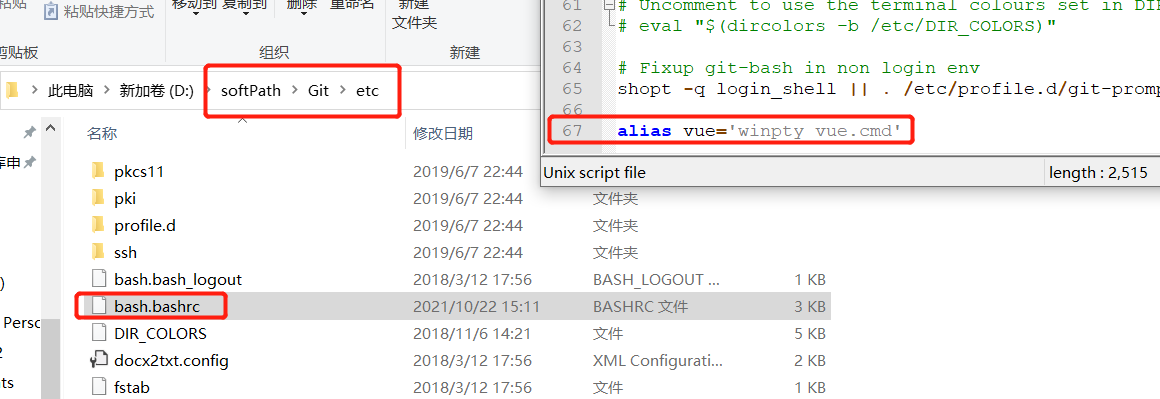 粘贴
粘贴快捷方式
移动到 复制到
删除
重命名
新建
文件夹
剪贴板
组织
新建
此电脑
新加卷 (D:)
softPath
Git
etc
名称
修改日期
库申
pkcs11
2019/6/7 22:44
pki
2019/6/7 22:44
文件夹
profile.d
2019/6/7 22:44
文件夹
ssh
2019/6/7 22:44
文件夹
bash.bash_logout
2018/3/12 17:56
BASH_LOGOUT ...
1 KB
bash.bashrc
2021/10/22 15:11
BASHRC 文件
3 KB
Persc
DIR_COLORS
2018/11/6 14:21
文件
5 KB
docx2txt.config
2018/3/12 17:56
XML Configurati...
2 KB
nts
fstab
2018/3/12 17:56
文件
1 KB
61 # Uncomment to use the terminal colours set in DIR
62 # eval "$(dircolors -b /etc/DIR_COLORS)"
63
64 # Fixup git-bash in non login env
65 shopt -q login_shell || . /etc/profile.d/git-promp
66
67 alias vue='winpty vue.cmd'
Unix script file
length : 2,515